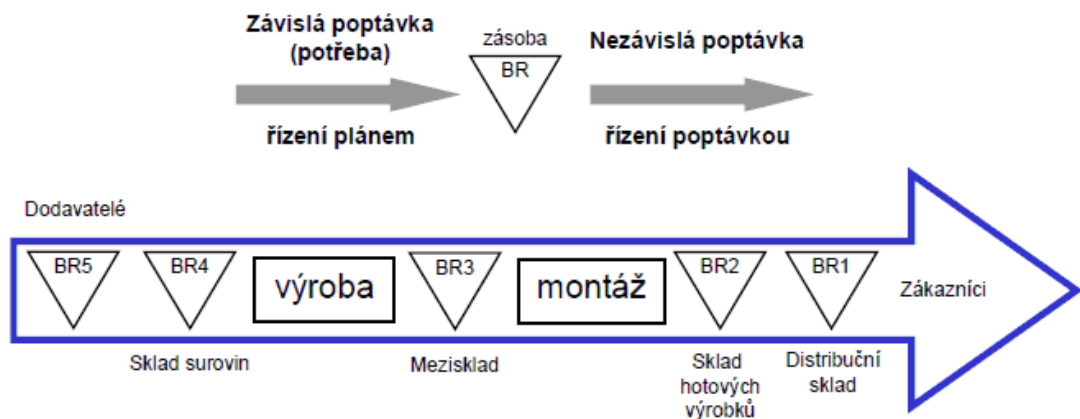 Závislá poptávka
(potřeba)
zásoba
BR
Nezávislá poptávka
řízení plánem
řízení poptávkou
Dodavatelé
BR5
BR4
výroba
BR3
montáž
BR2
BR1
Zákazníci
Sklad surovin
Mezisklad
Sklad
hotových
výrobků
Distribuční
sklad